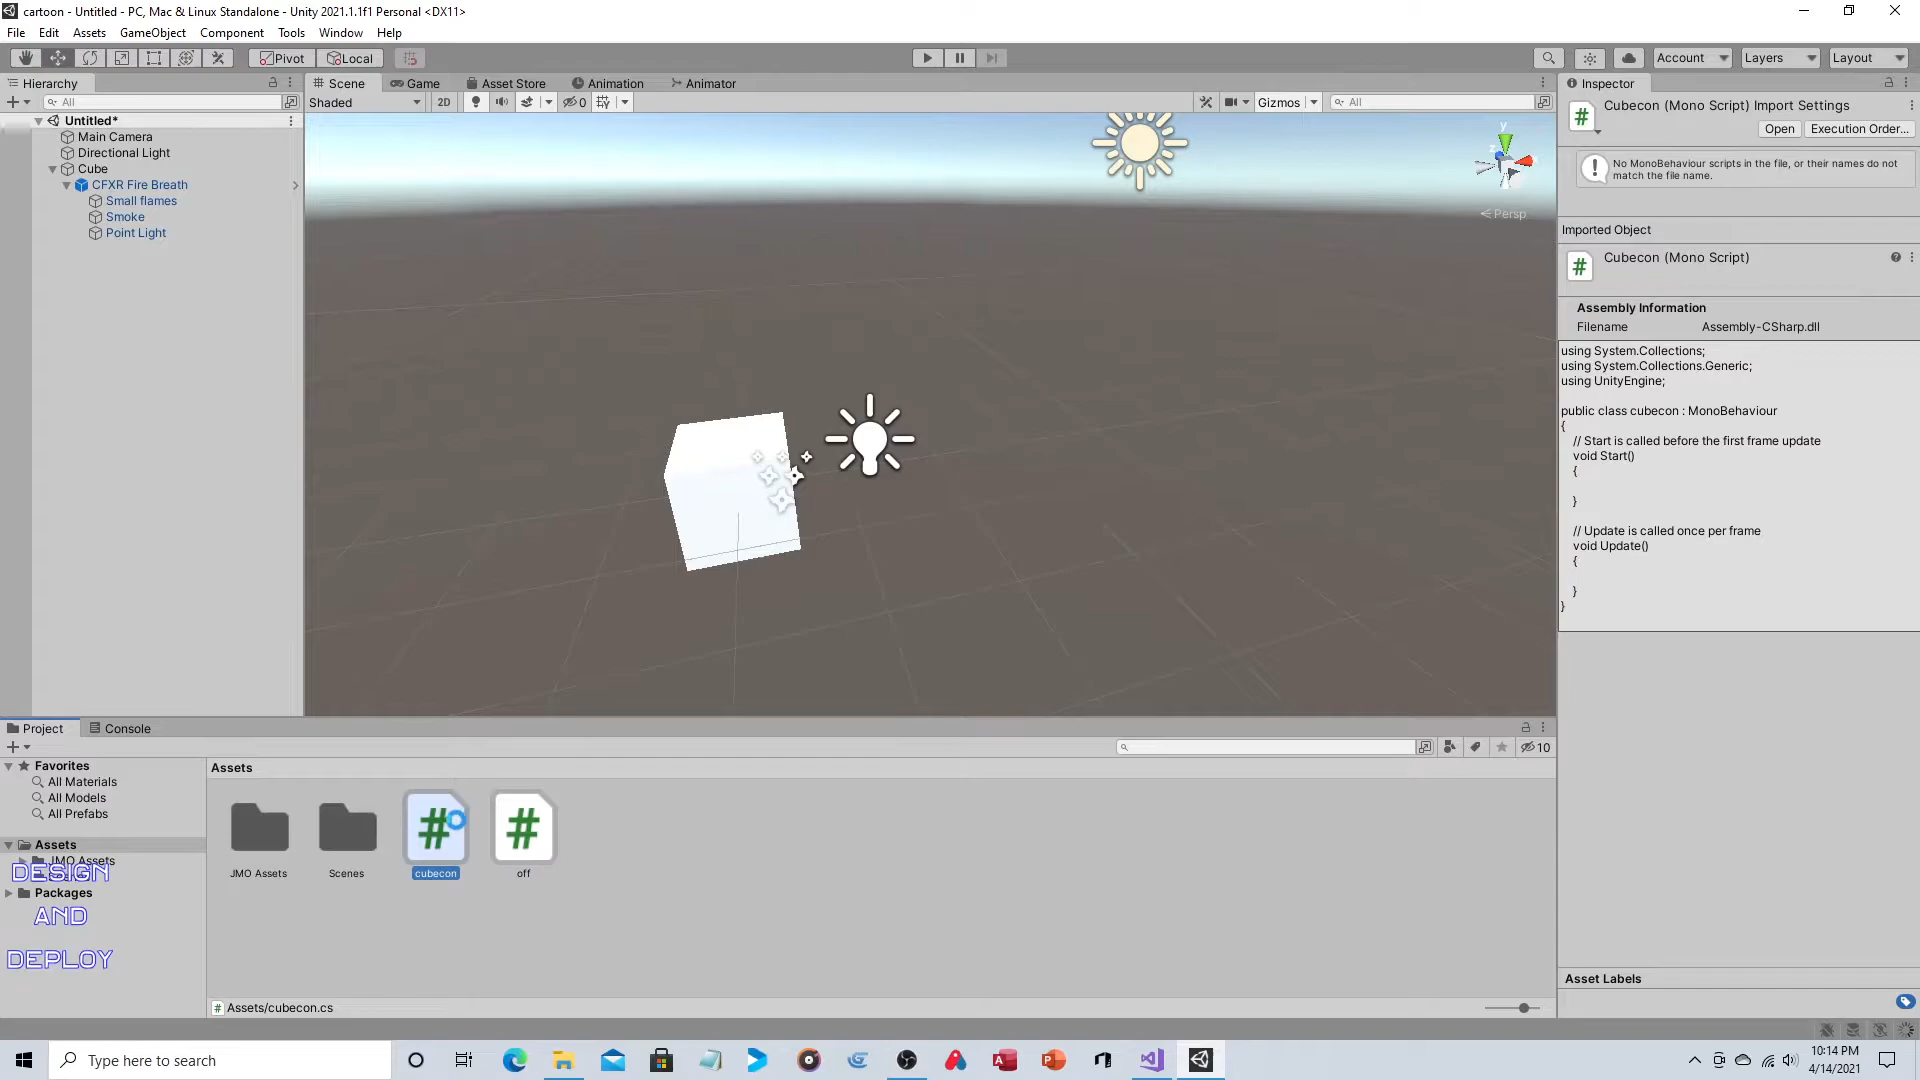 cartoon - Untitled - PC, Mac & Linux Standalone - Unity 2021.1.1f1 Personal <DX11>
File Edit Assets GameObject Component Tools Window Help
Pivot Local Account Layers Layout
Hierarchy Scene Game Asset Store Animation Animator Inspector
All Shaded 2D 0 Gizmos All
Untitled*
Main Camera
Directional Light
Cube
CFXR Fire Breath
Small flames
Smoke
Point Light
y
z
Persp
Cubecon (Mono Script) Import Settings
Open Execution Order...
No MonoBehaviour scripts in the file, or their names do not
match the file name.
Imported Object
Cubecon (Mono Script)
Assembly Information
Filename Assembly-CSharp.dll
using System.Collections;
using System.Collections.Generic;
using UnityEngine;
public class cubecon : MonoBehaviour
{
// Start is called before the first frame update
void Start()
{
}
// Update is called once per frame
void Update()
{
}
}
Asset Labels
Project Console
10
Favorites
All Materials
All Models
All Prefabs
Assets
JMO Assets
Packages
DESIGN
AND
DEPLOY
Assets
JMO Assets Scenes cubecon off
Assets/cubecon.cs
Type here to search
10:14 PM
4/14/2021